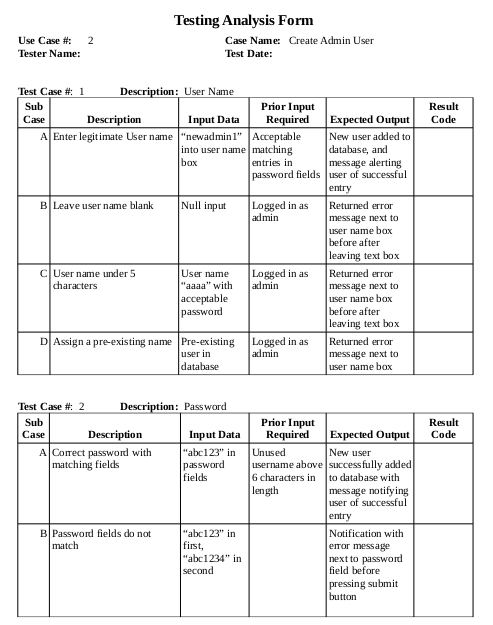 Testing Analysis Form
Use Case #: 2 Case Name: Create Admin User
Tester Name: Test Date:
Test Case #: 1 Description: User Name
Sub Case Description Input Data Prior Input Required Expected Output Result Code
A Enter legitimate User name “newadmin1” into user name box Acceptable matching entries in password fields New user added to database, and message alerting user of successful entry
B Leave user name blank Null input Logged in as admin Returned error message next to user name box before after leaving text box
C User name under 5 characters User name “aaaa” with acceptable password Logged in as admin Returned error message next to user name box before after leaving text box
D Assign a pre-existing name Pre-existing user in database Logged in as admin Returned error message next to user name box
Test Case #: 2 Description: Password
Sub Case Description Input Data Prior Input Required Expected Output Result Code
A Correct password with matching fields “abc123” in password fields Unused username above 6 characters in length New user successfully added to database with message notifying user of successful entry
B Password fields do not match “abc123” in first, “abc1234” in second Notification with error message next to password field before pressing submit button